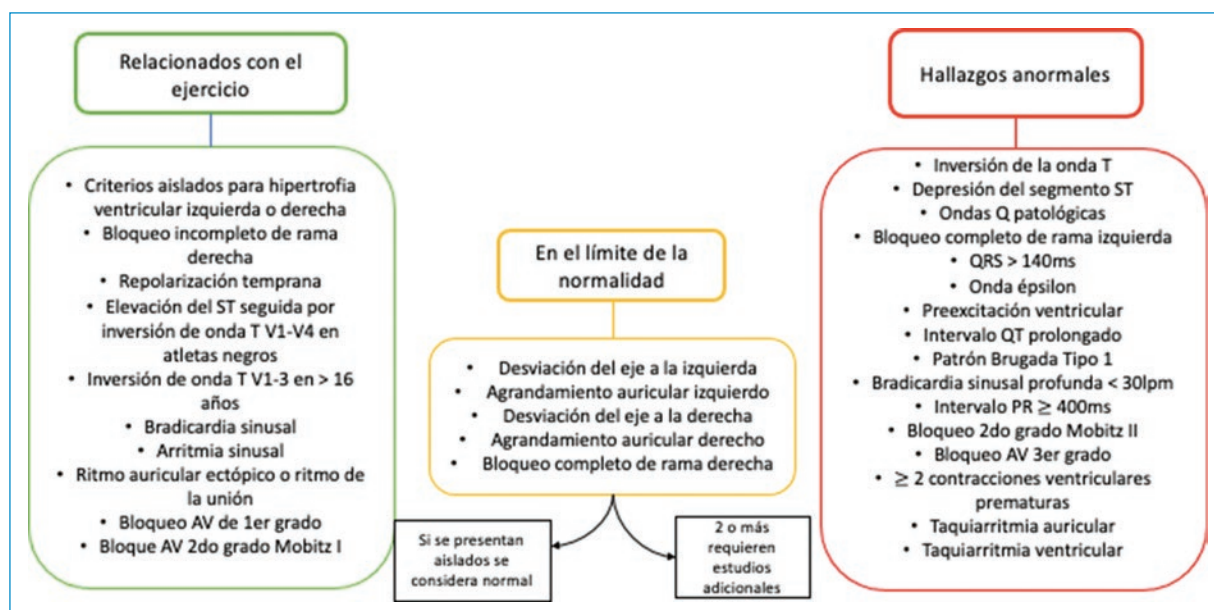 Relacionados con el
ejercicio
• Criterios aislados para hipertrofia
ventricular izquierda o derecha
• Bloqueo incompleto de rama
derecha
• Repolarización temprana
• Elevación del ST seguida por
inversión de onda T V1-V4 en
atletas negros
• Inversión de onda T V1-3 en > 16
años
• Bradicardia sinusal
• Arritmia sinusal
• Ritmo auricular ectópico o ritmo de
la unión
• Bloqueo AV de 1er grado
• Bloque AV 2do grado Mobitz I
En el límite de la
normalidad
• Desviación del eje a la izquierda
• Agrandamiento auricular izquierdo
• Desviación del eje a la derecha
• Agrandamiento auricular derecho
• Bloqueo completo de rama derecha
Si se presentan
aislados se
considera normal
2 o más
requieren
estudios
adicionales
Hallazgos anormales
• Inversión de la onda T
• Depresión del segmento ST
• Ondas Q patológicas
• Bloqueo completo de rama izquierda
• QRS > 140ms
• Onda épsilon
• Preexcitación ventricular
• Intervalo QT prolongado
• Patrón Brugada Tipo 1
• Bradicardia sinusal profunda < 30lpm
• Intervalo PR ≥ 400ms
• Bloqueo 2do grado Mobitz II
• Bloqueo AV 3er grado
• ≥ 2 contracciones ventriculares
prematuras
• Taquiarritmia auricular
• Taquiarritmia ventricular